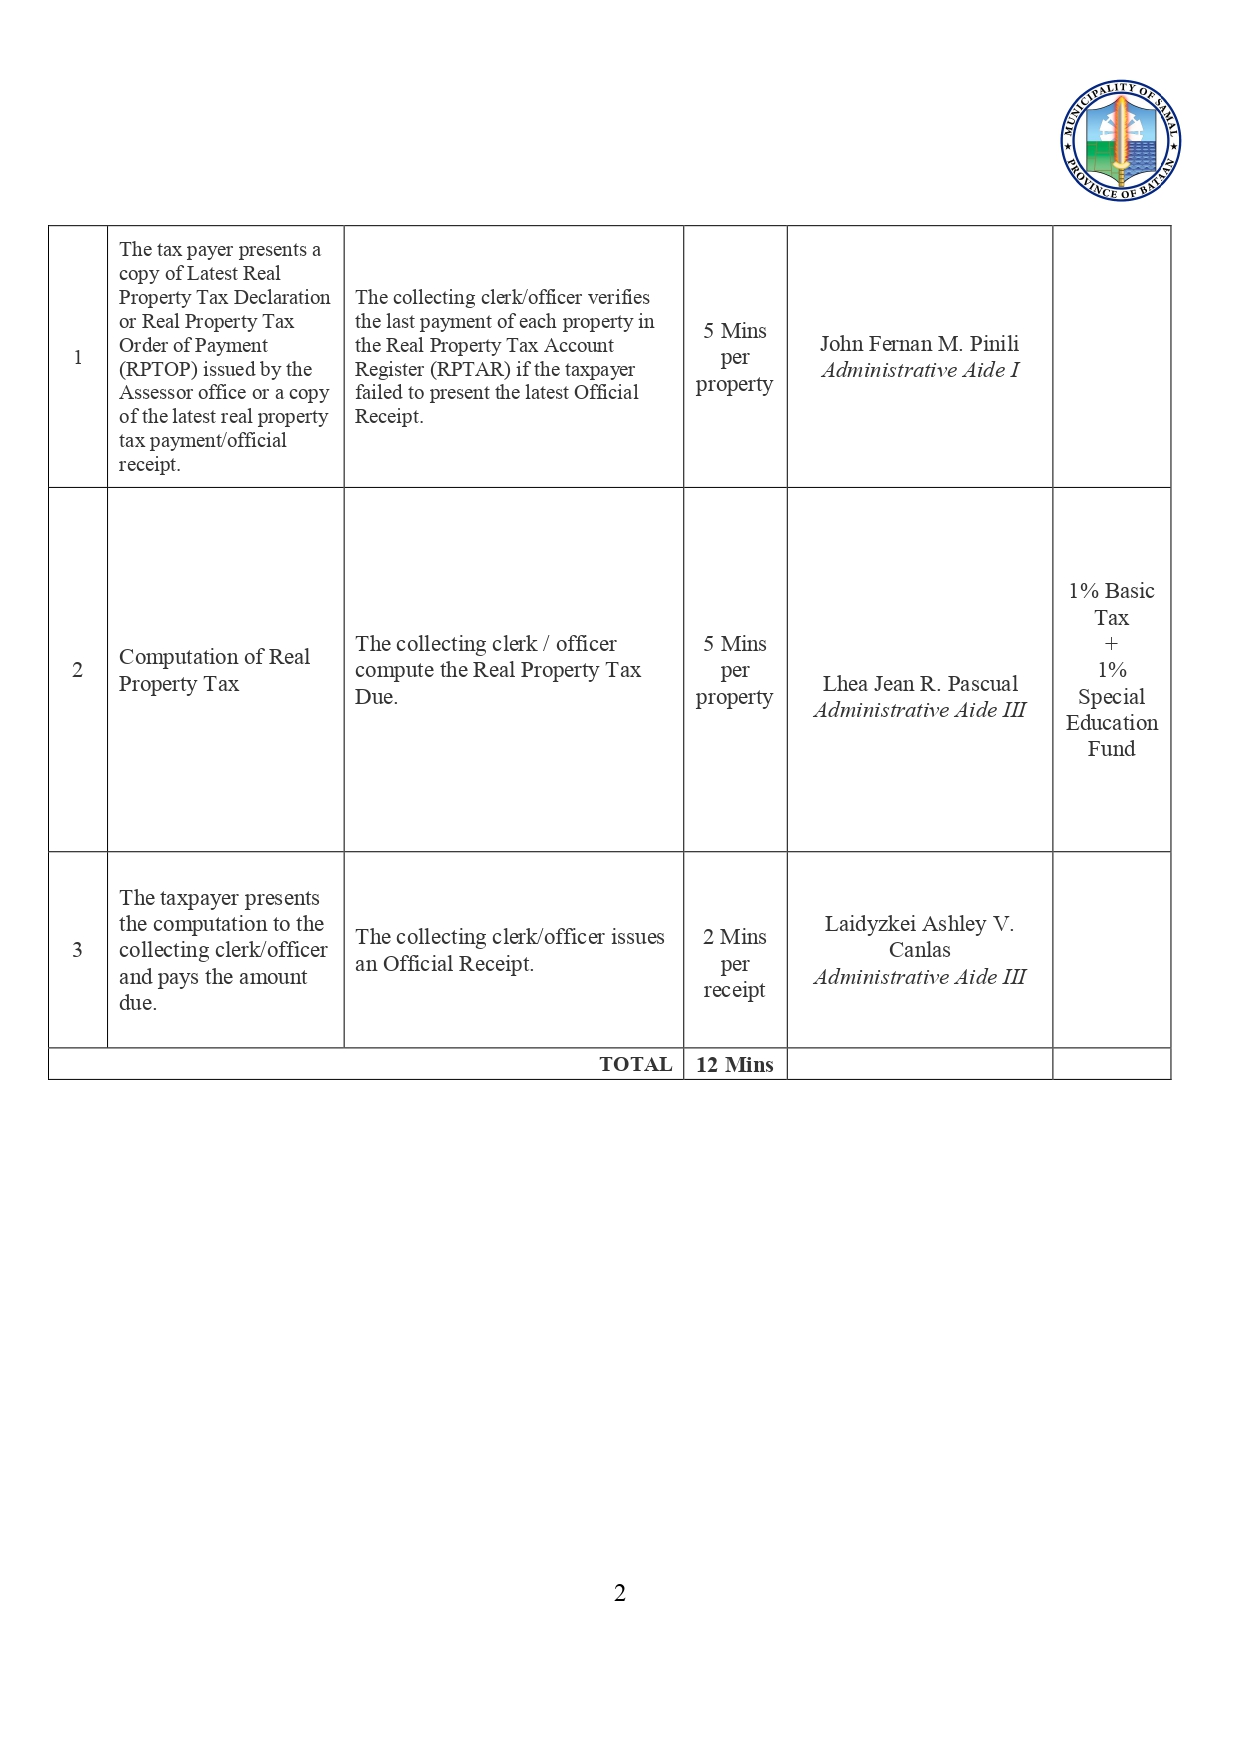 MUNICIPALITY OF SAMAL
PROVINCE OF BATAAN
1
The tax payer presents a
copy of Latest Real
Property Tax Declaration
or Real Property Tax
Order of Payment
(RPTOP) issued by the
Assessor office or a copy
of the latest real property
tax payment/official
receipt.
The collecting clerk/officer verifies
the last payment of each property in
the Real Property Tax Account
Register (RPTAR) if the taxpayer
failed to present the latest Official
Receipt.
5 Mins
per
property
John Fernan M. Pinili
Administrative Aide I
2
Computation of Real
Property Tax
The collecting clerk / officer
compute the Real Property Tax
Due.
5 Mins
per
property
Lhea Jean R. Pascual
Administrative Aide III
1% Basic
Tax
+
1%
Special
Education
Fund
3
The taxpayer presents
the computation to the
collecting clerk/officer
and pays the amount
due.
The collecting clerk/officer issues
an Official Receipt.
2 Mins
per
receipt
Laidyzkei Ashley V.
Canlas
Administrative Aide III
TOTAL
12 Mins
2